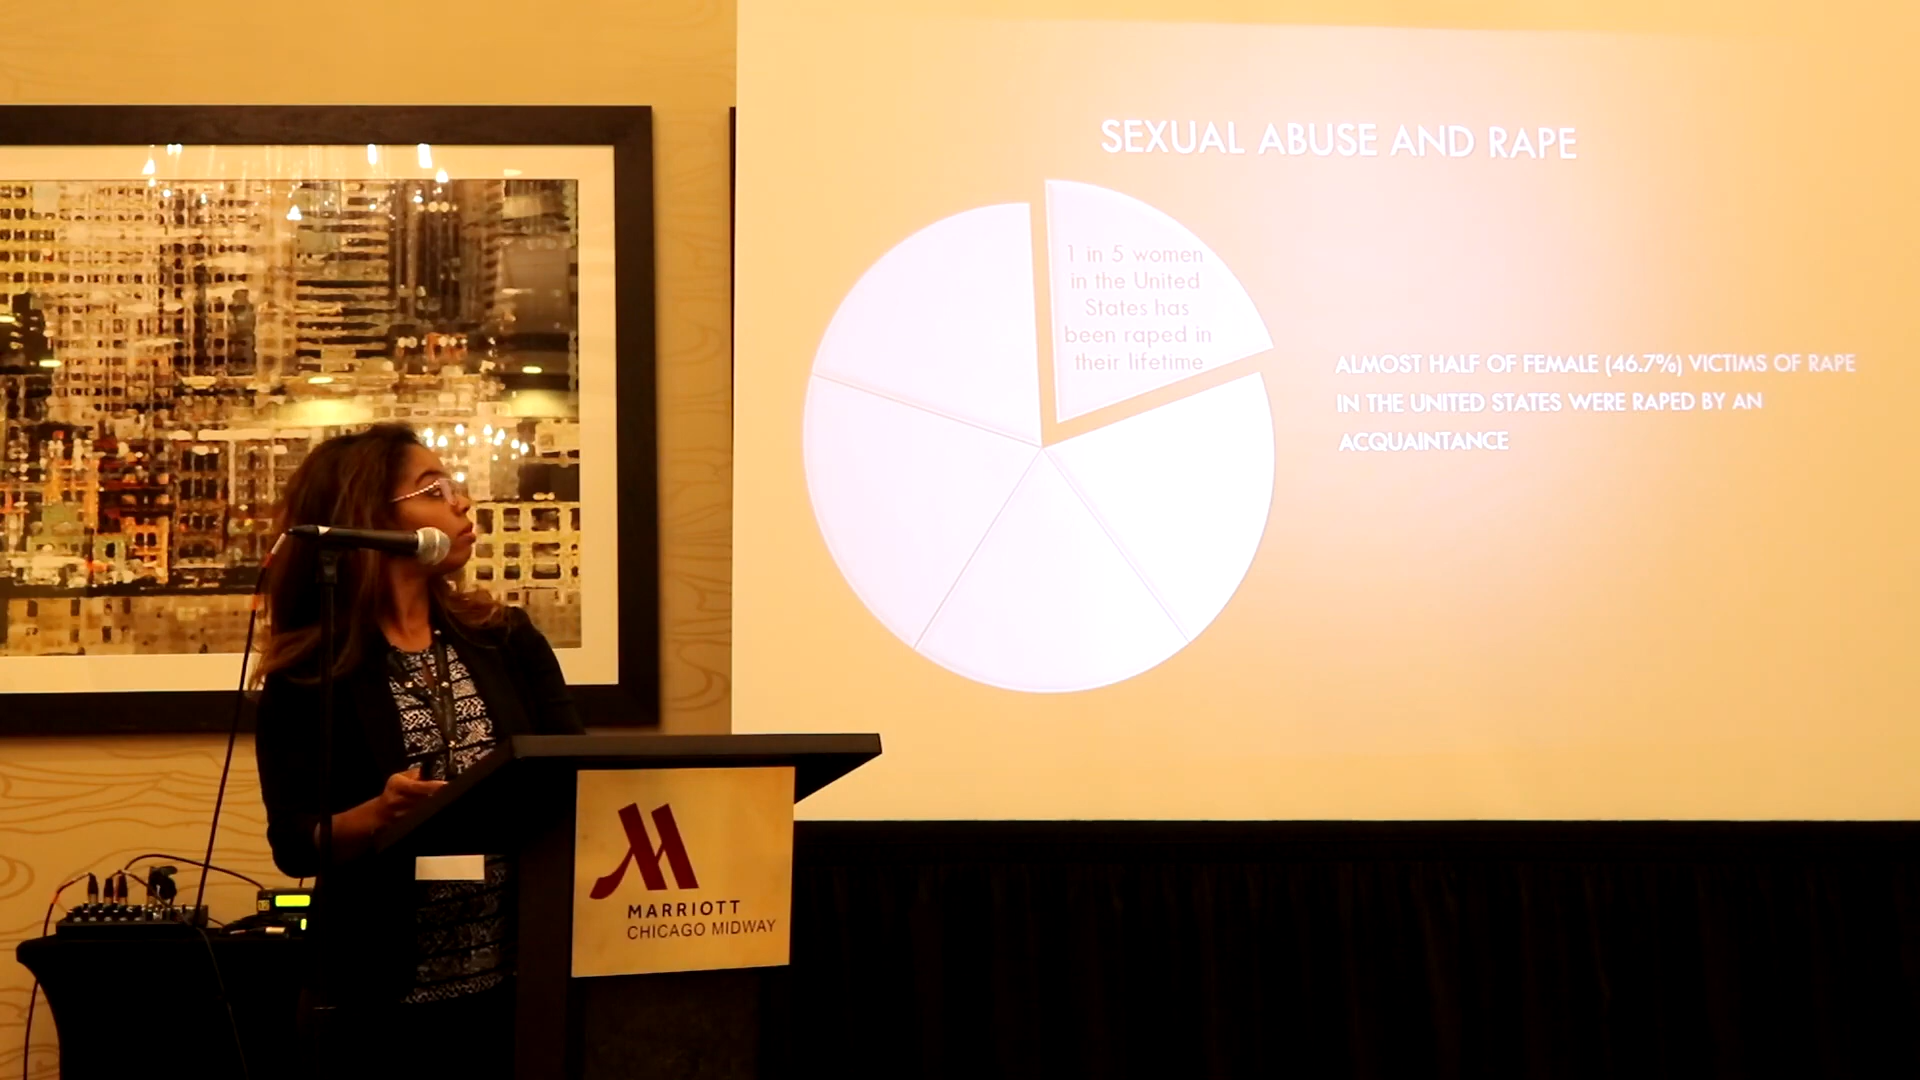 SEXUAL ABUSE AND RAPE
1 in 5 women
in the United
States has
been raped in
their lifetime
ALMOST HALF OF FEMALE (46.7%) VICTIMS OF RAPE
IN THE UNITED STATES WERE RAPED BY AN
ACQUAINTANCE
MARRIOTT
CHICAGO MIDWAY